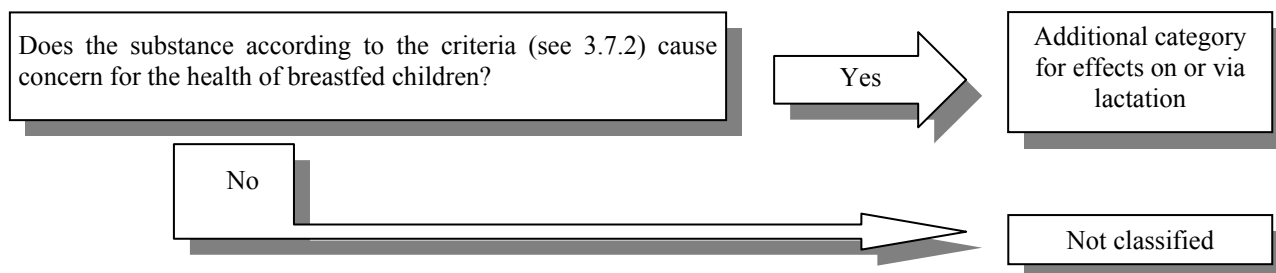 Does the substance according to the criteria (see 3.7.2) cause
concern for the health of breastfed children?
Yes
Additional category
for effects on or via
lactation
No
Not classified